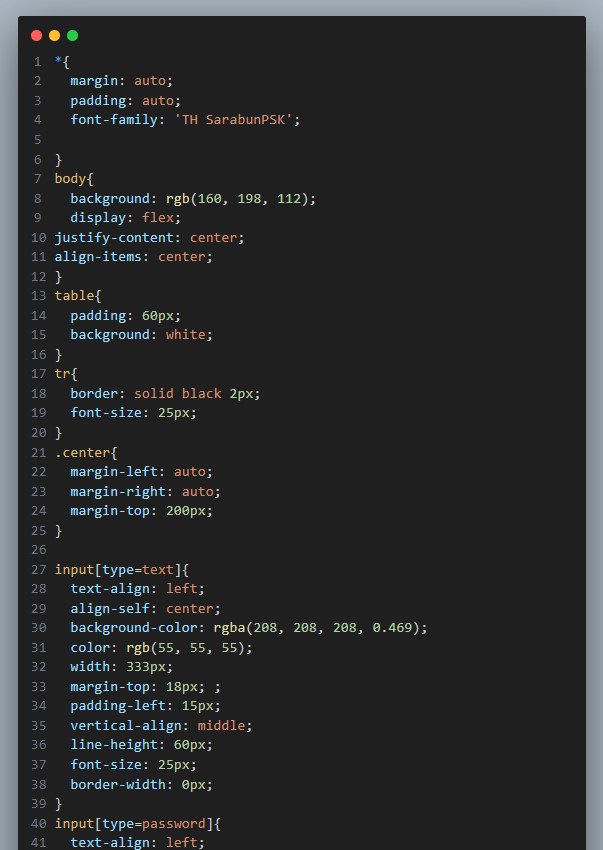 1 *{
2   margin: auto;
3   padding: auto;
4   font-family: 'TH SarabunPSK';
5
6 }
7 body{
8   background: rgb(160, 198, 112);
9   display: flex;
10 justify-content: center;
11 align-items: center;
12 }
13 table{
14   padding: 60px;
15   background: white;
16 }
17 tr{
18   border: solid black 2px;
19   font-size: 25px;
20 }
21 .center{
22   margin-left: auto;
23   margin-right: auto;
24   margin-top: 200px;
25 }
26
27 input[type=text]{
28   text-align: left;
29   align-self: center;
30   background-color: rgba(208, 208, 208, 0.469);
31   color: rgb(55, 55, 55);
32   width: 333px;
33   margin-top: 18px; ;
34   padding-left: 15px;
35   vertical-align: middle;
36   line-height: 60px;
37   font-size: 25px;
38   border-width: 0px;
39 }
40 input[type=password]{
41   text-align: left;